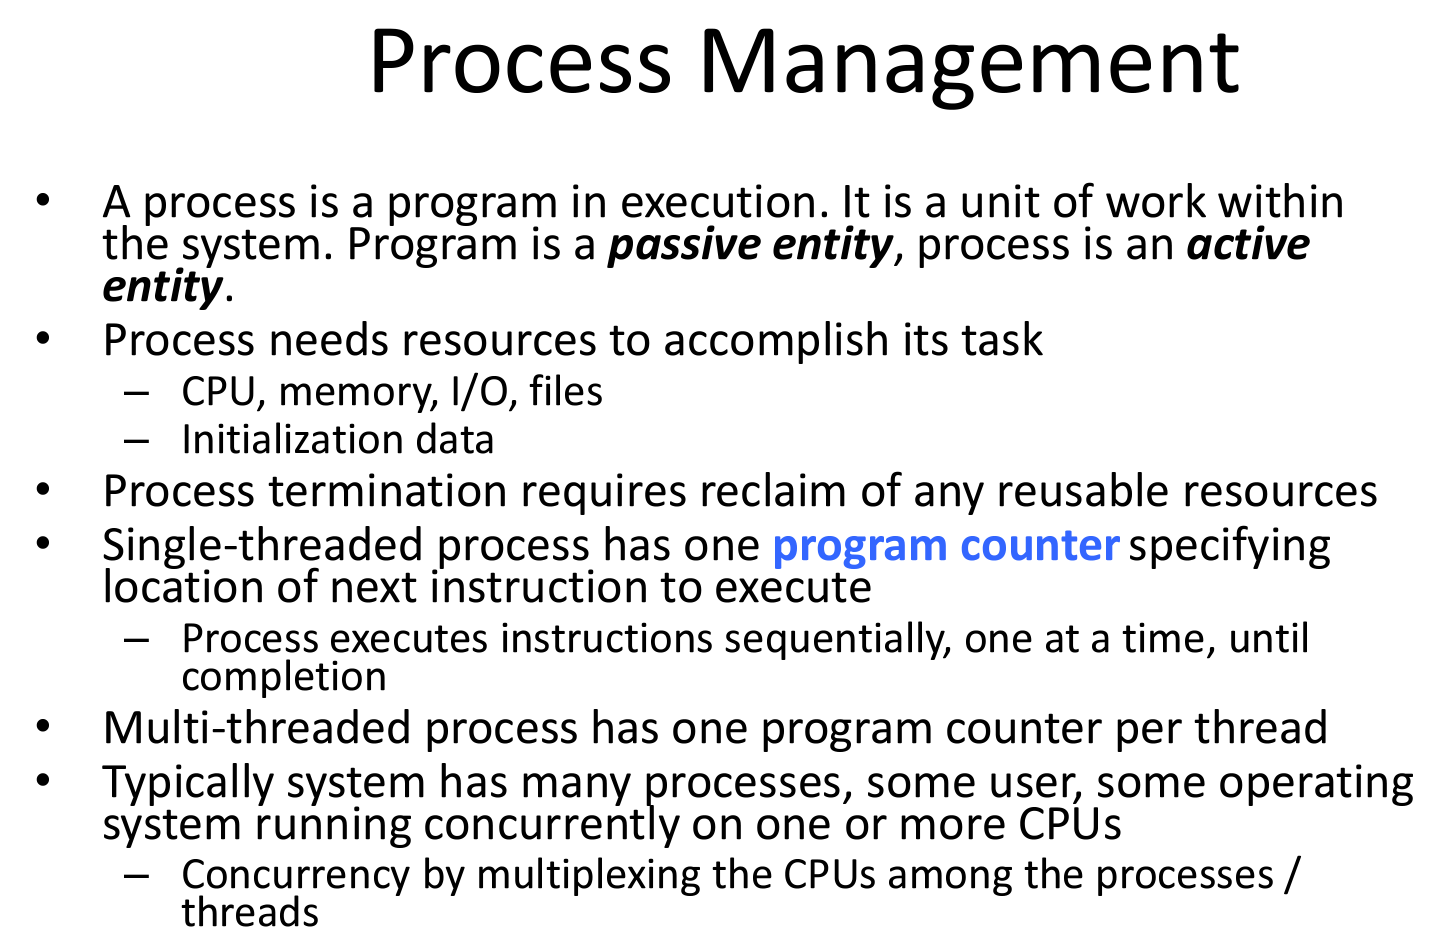 Process Management
• A process is a program in execution. It is a unit of work within
the system. Program is a passive entity, process is an active
entity.
• Process needs resources to accomplish its task
– CPU, memory, I/O, files
– Initialization data
• Process termination requires reclaim of any reusable resources
• Single-threaded process has one program counter specifying
location of next instruction to execute
– Process executes instructions sequentially, one at a time, until
completion
• Multi-threaded process has one program counter per thread
• Typically system has many processes, some user, some operating
system running concurrently on one or more CPUs
– Concurrency by multiplexing the CPUs among the processes /
threads